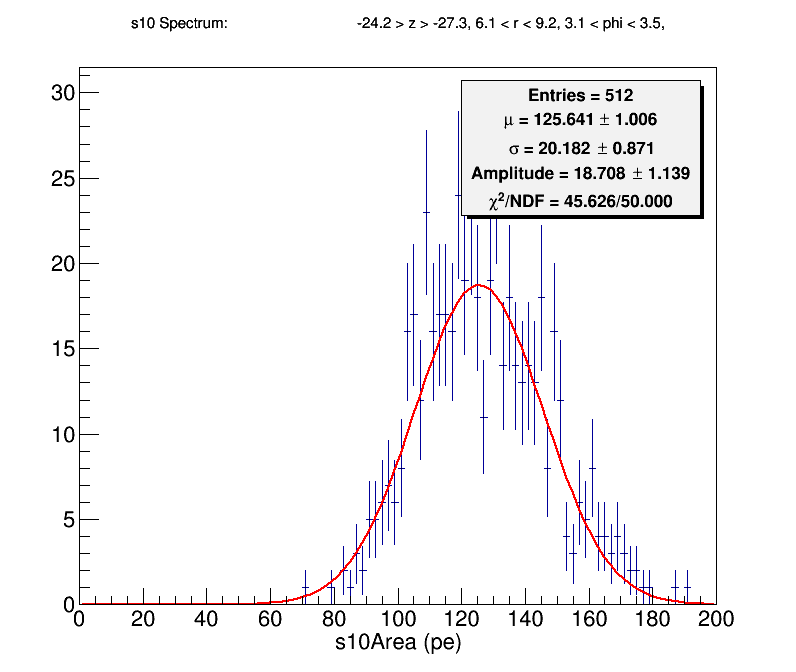 s10 Spectrum: -24.2 > z > -27.3, 6.1 < r < 9.2, 3.1 < phi < 3.5,
Entries = 512
μ = 125.641 ± 1.006
σ = 20.182 ± 0.871
Amplitude = 18.708 ± 1.139
χ²/NDF = 45.626/50.000
30
25
20
15
10
5
0
0 20 40 60 80 100 120 140 160 180 200
s10Area (pe)